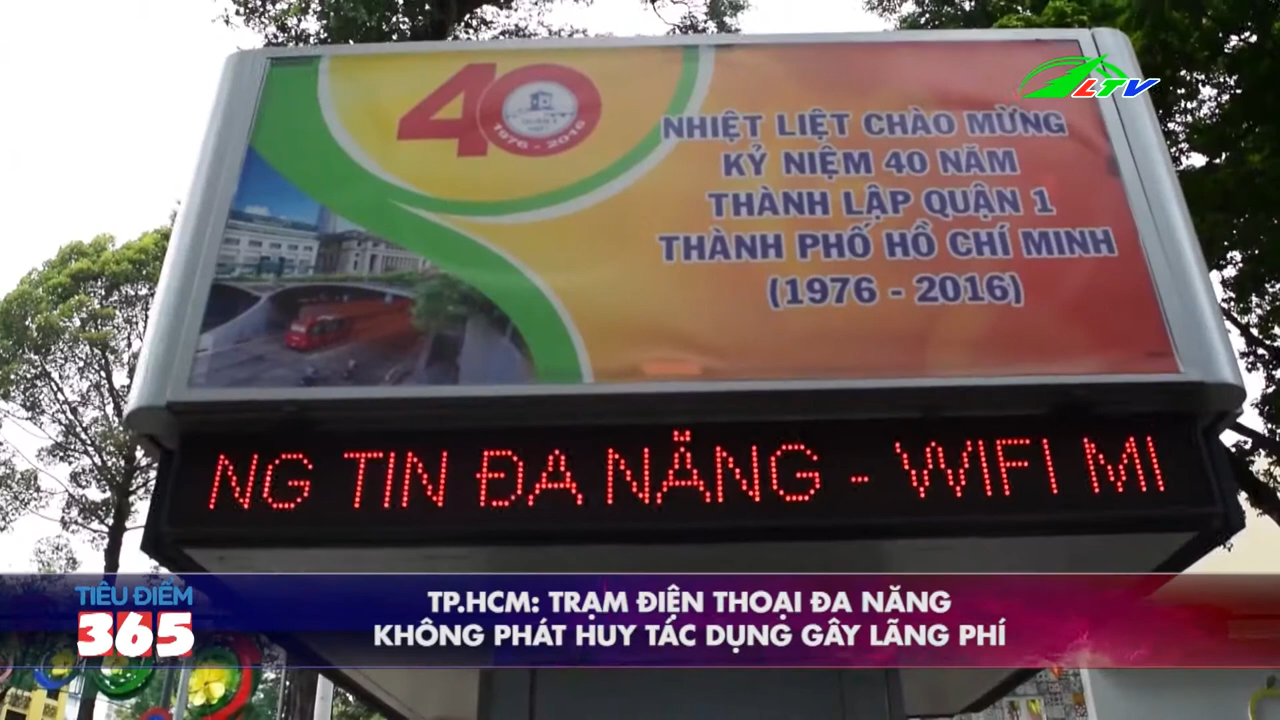 LTV
40
QUẬN 1
1976 - 2016
NHIỆT LIỆT CHÀO MỪNG
KỶ NIỆM 40 NĂM
THÀNH LẬP QUẬN 1
THÀNH PHỐ HỒ CHÍ MINH
(1976 - 2016)
NG TIN ĐA NĂNG - WIFI MI
TIÊU ĐIỂM
365
TP.HCM: TRẠM ĐIỆN THOẠI ĐA NĂNG
KHÔNG PHÁT HUY TÁC DỤNG GÂY LÃNG PHÍ